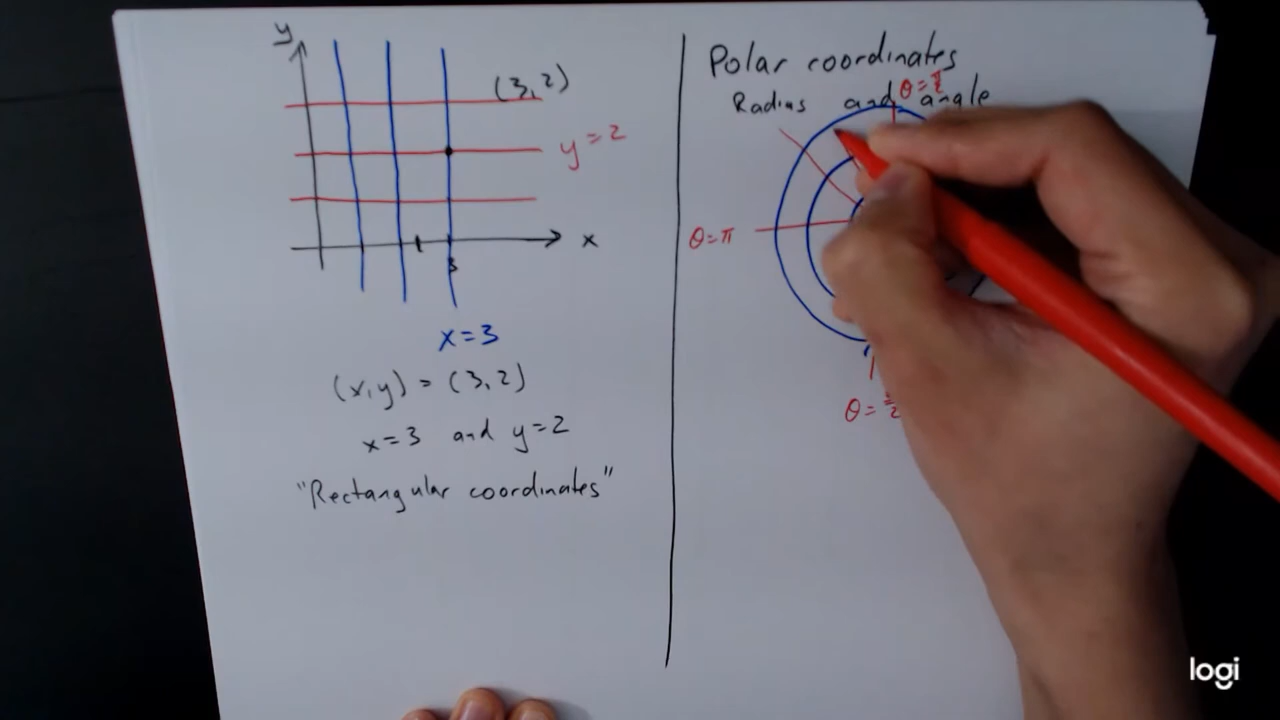 y
(3,2)
y=2
x
3
x=3
(x,y) = (3,2)
x=3 and y=2
"Rectangular coordinates"
Polar coordinates
Radius and angle
θ=π
θ=
logi